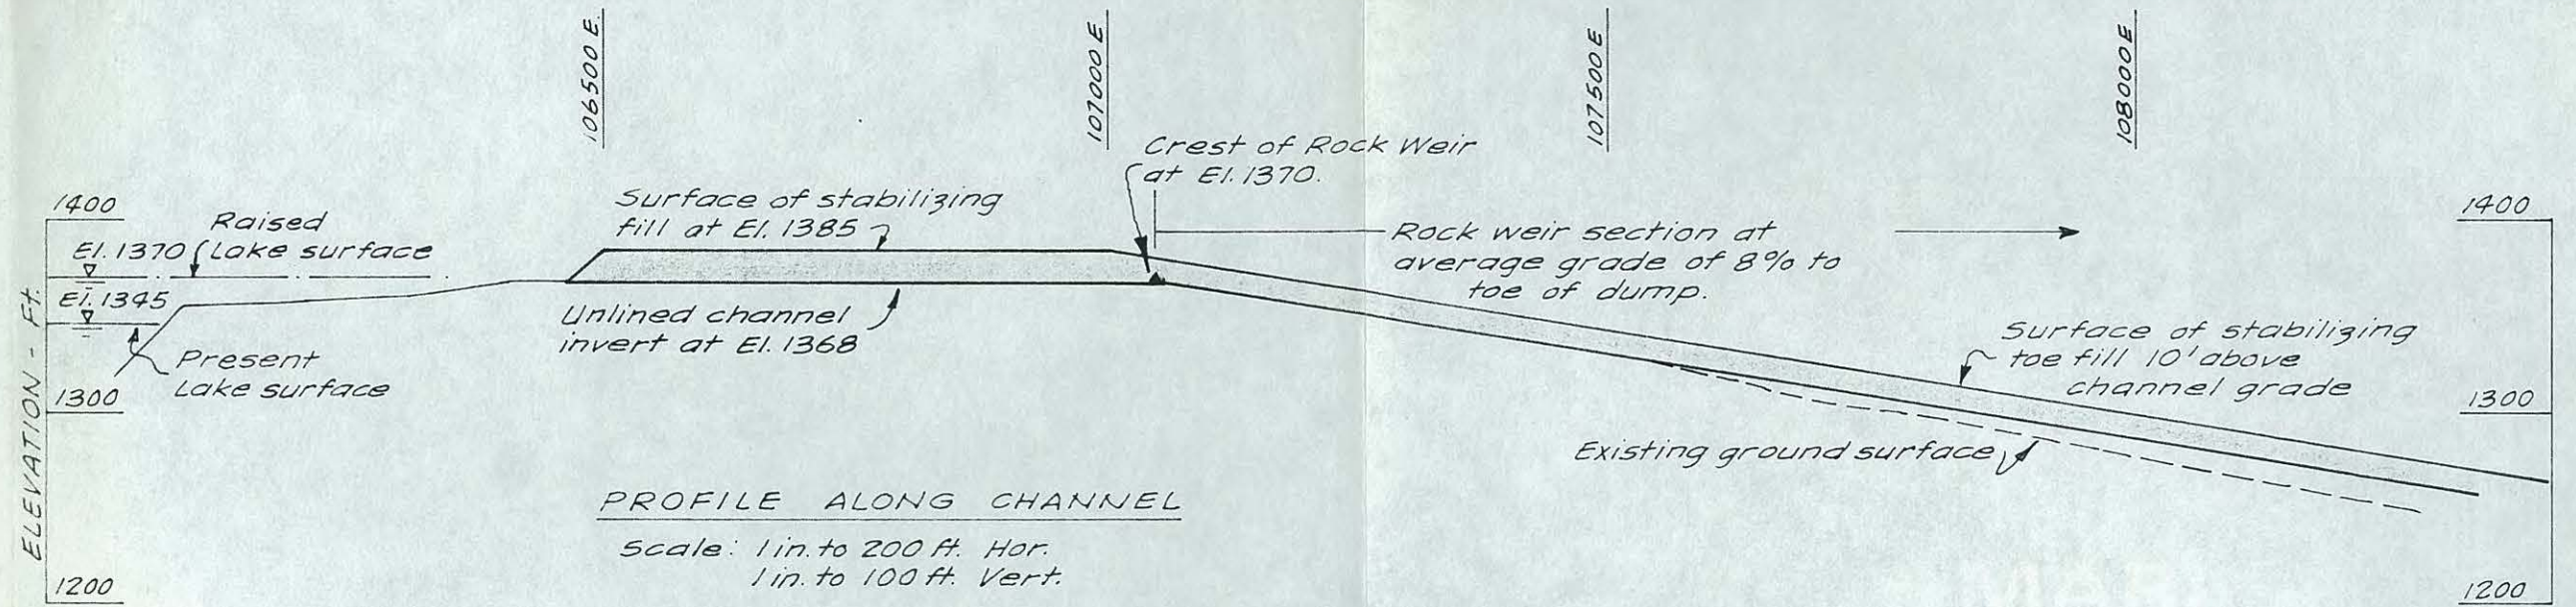 106500 E.
107000 E
107500 E
108000 E
Crest of Rock Weir
at El. 1370.
1400
Raised
Lake surface
El. 1370
El. 1345
Surface of stabilizing
fill at El. 1385
Rock weir section at
average grade of 8% to
toe of dump.
1400
Unlined channel
invert at El. 1368
Present
Lake surface
Surface of stabilizing
toe fill 10' above
channel grade
1300
1300
ELEVATION - Ft.
Existing ground surface
PROFILE ALONG CHANNEL
Scale: 1 in. to 200 ft. Hor.
1 in. to 100 ft. Vert.
1200
1200